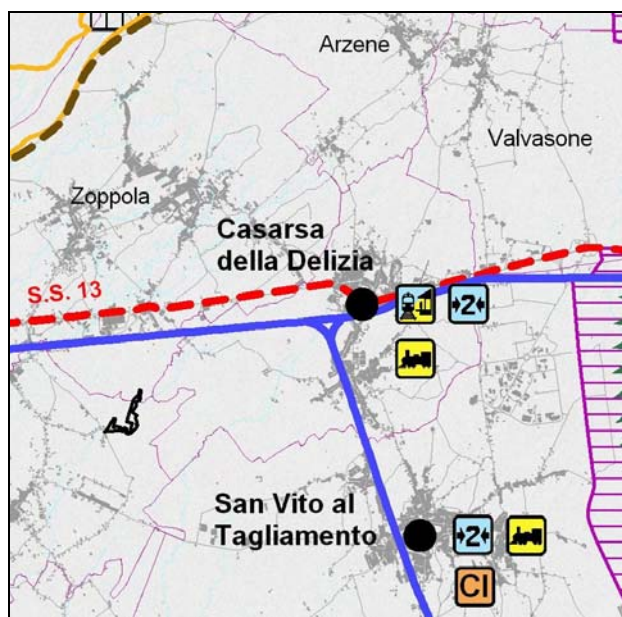 Arzene
Valvasone
Zoppola
Casarsa
della Delizia
S.S. 13
2
San Vito al
Tagliamento
2
CI